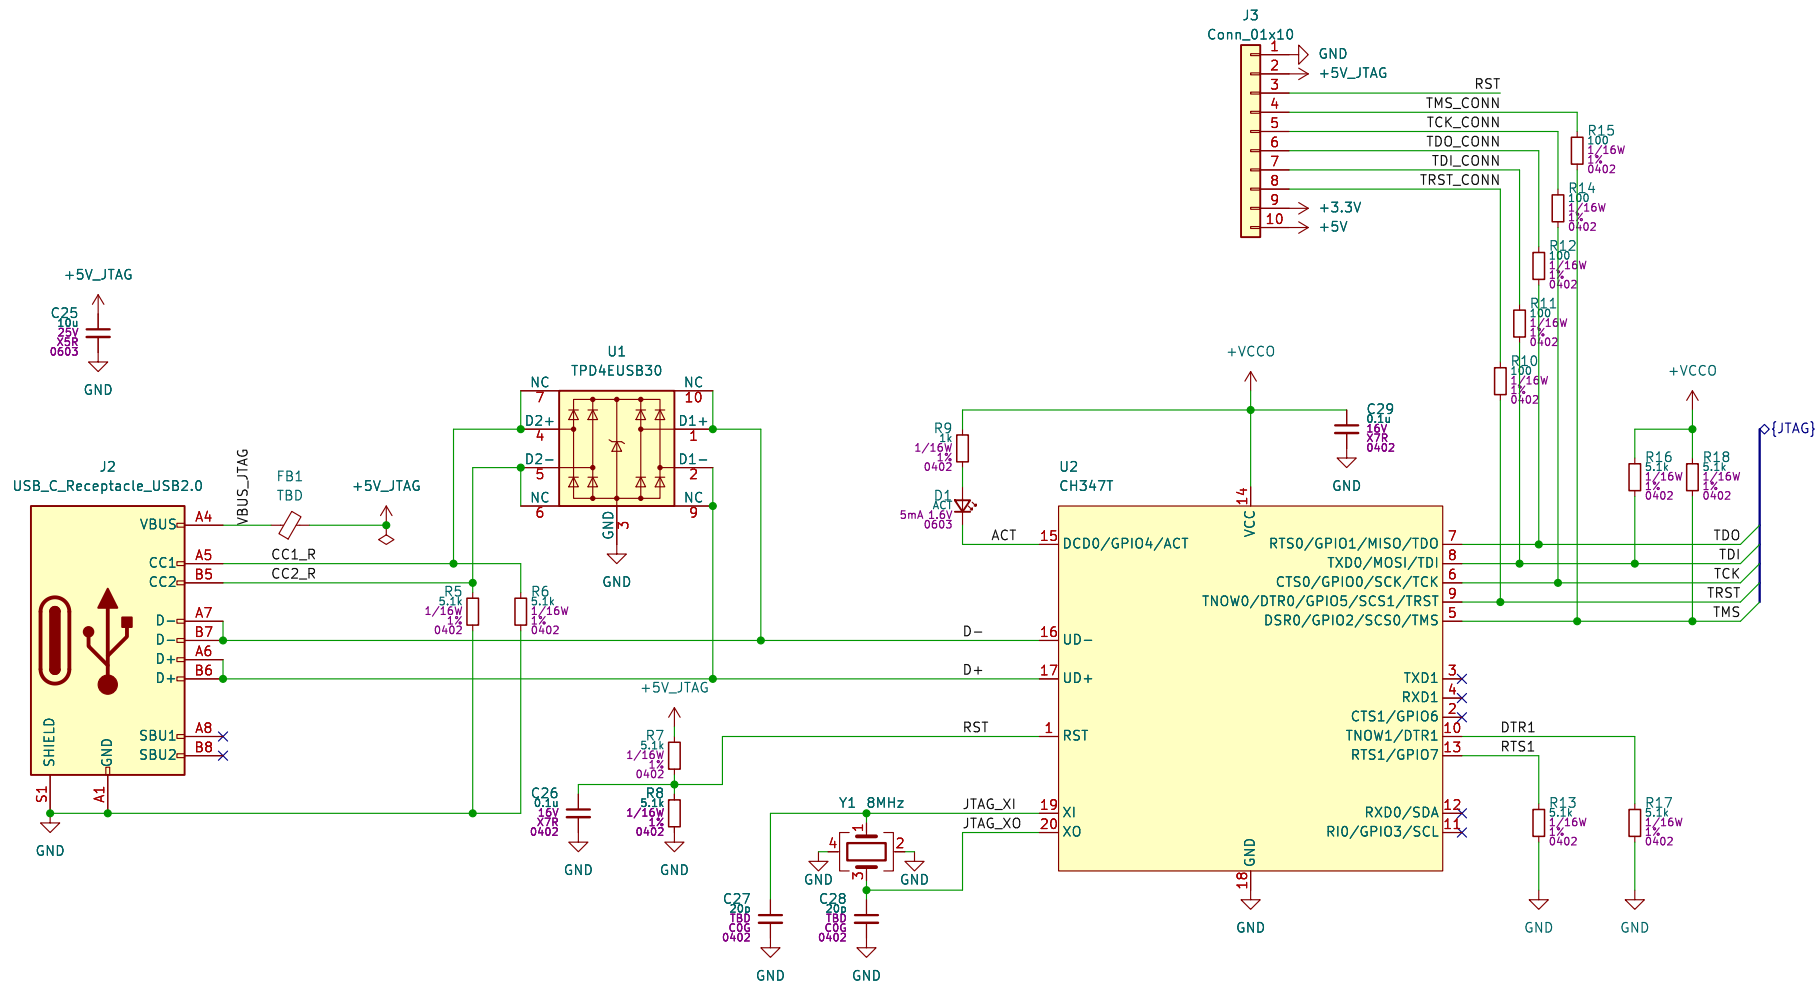 J3
Conn_01x10
1
GND
2
+5V_JTAG
3
RST
4
TMS_CONN
5
TCK_CONN
6
TDO_CONN
7
TDI_CONN
8
TRST_CONN
9
+3.3V
10
+5V
R15
100
1/16W
1%
0402
R14
100
1/16W
1%
0402
R12
100
1/16W
1%
0402
R11
100
1/16W
1%
0402
R10
100
1/16W
1%
0402
+5V_JTAG
C25
10u
25V
X5R
0603
GND
U1
TPD4EUSB30
NC
7
D2+
4
D2-
5
NC
6
NC
10
D1+
1
D1-
2
NC
9
GND
3
GND
J2
USB_C_Receptacle_USB2.0
VBUS
A4
VBUS_JTAG
FB1
TBD
+5V_JTAG
CC1
A5
CC1_R
CC2
B5
CC2_R
D-
A7
D-
B7
D+
A6
D+
B6
SBU1
A8
SBU2
B8
SHIELD
GND
S1
A1
GND
R5
5.1k
1/16W
1%
0402
R6
5.1k
1/16W
1%
0402
D-
D+
+5V_JTAG
R7
5.1k
1/16W
1%
0402
R8
5.1k
1/16W
1%
0402
GND
C26
0.1u
16V
X7R
0402
GND
RST
Y1 8MHz
1
4
2
3
GND
GND
JTAG_XI
JTAG_XO
C27
20p
TBD
C0G
0402
GND
C28
20p
TBD
C0G
0402
GND
+VCCO
R9
1k
1/16W
1%
0402
D1
ACT
5mA 1.6V
0603
ACT
C29
0.1u
16V
X7R
0402
GND
U2
CH347T
14
VCC
15
DCD0/GPIO4/ACT
16
UD-
17
UD+
1
RST
19
XI
20
XO
GND
18
GND
RTS0/GPIO1/MISO/TDO
7
TXD0/MOSI/TDI
8
CTS0/GPIO0/SCK/TCK
6
TNOW0/DTR0/GPIO5/SCS1/TRST
9
DSR0/GPIO2/SCS0/TMS
5
TXD1
3
RXD1
4
CTS1/GPIO6
2
TNOW1/DTR1
10
DTR1
RTS1/GPIO7
13
RTS1
RXD0/SDA
12
RI0/GPIO3/SCL
11
+VCCO
R16
5.1k
1/16W
1%
0402
R18
5.1k
1/16W
1%
0402
{JTAG}
TDO
TDI
TCK
TRST
TMS
R13
5.1k
1/16W
1%
0402
GND
R17
5.1k
1/16W
1%
0402
GND